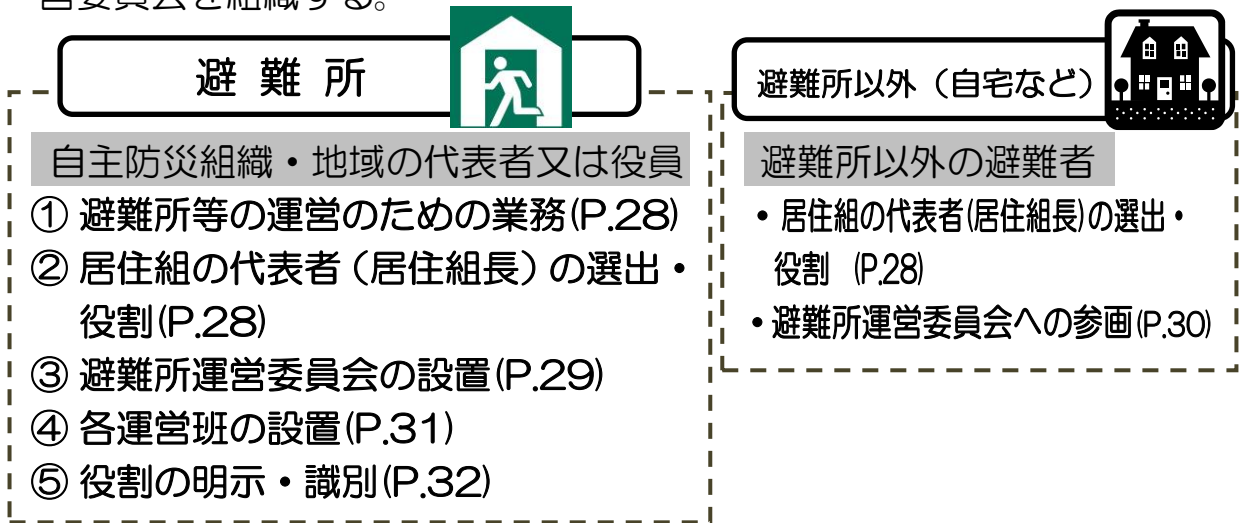 営委員会を組織する。
避難所
自主防災組織・地域の代表者又は役員
① 避難所等の運営のための業務(P.28)
② 居住組の代表者（居住組長）の選出・
役割(P.28)
③ 避難所運営委員会の設置(P.29)
④ 各運営班の設置(P.31)
⑤ 役割の明示・識別(P.32)
避難所以外（自宅など）
避難所以外の避難者
・居住組の代表者(居住組長)の選出・
役割 (P.28)
・避難所運営委員会への参画(P.30)